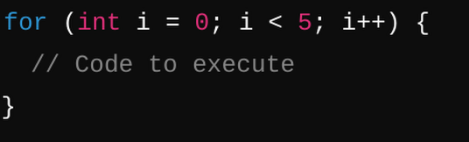 for (int i = 0; i < 5; i++) {
  // Code to execute
}